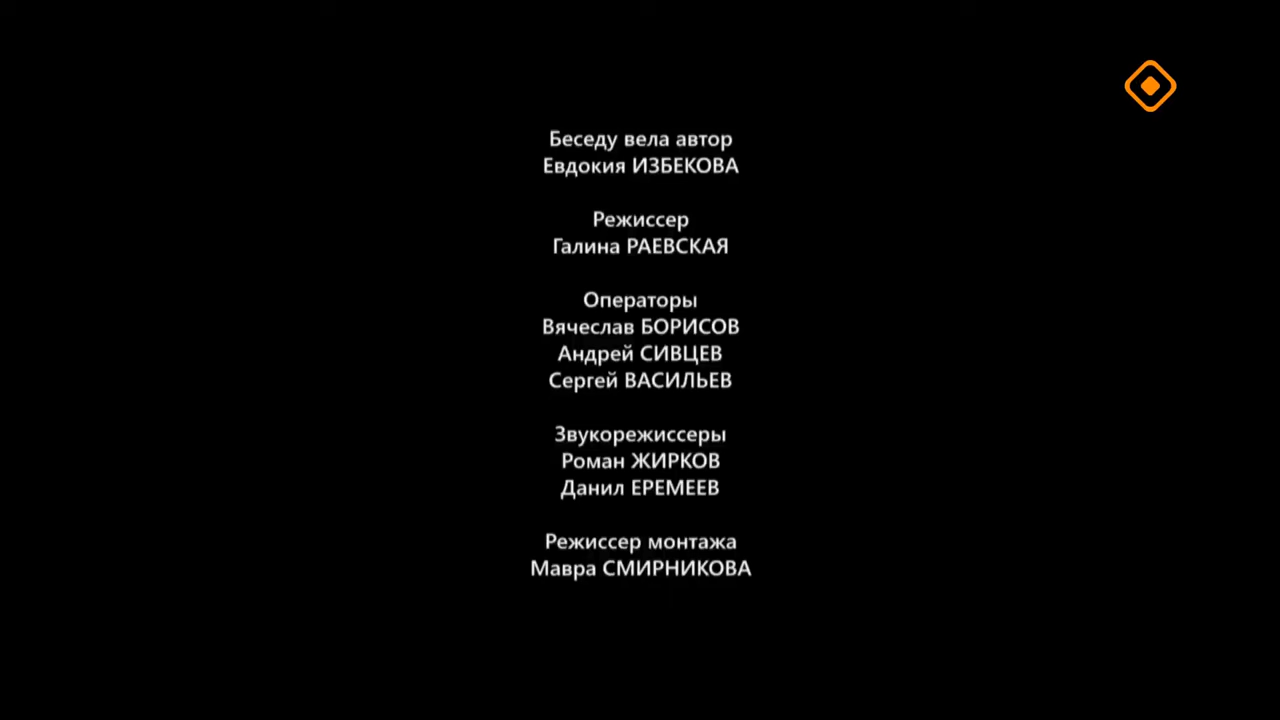 Беседу вела автор
Евдокия ИЗБЕКОВА
Режиссер
Галина РАЕВСКАЯ
Операторы
Вячеслав БОРИСОВ
Андрей СИВЦЕВ
Сергей ВАСИЛЬЕВ
Звукорежиссеры
Роман ЖИРКОВ
Данил ЕРЕМЕЕВ
Режиссер монтажа
Мавра СМИРНИКОВА